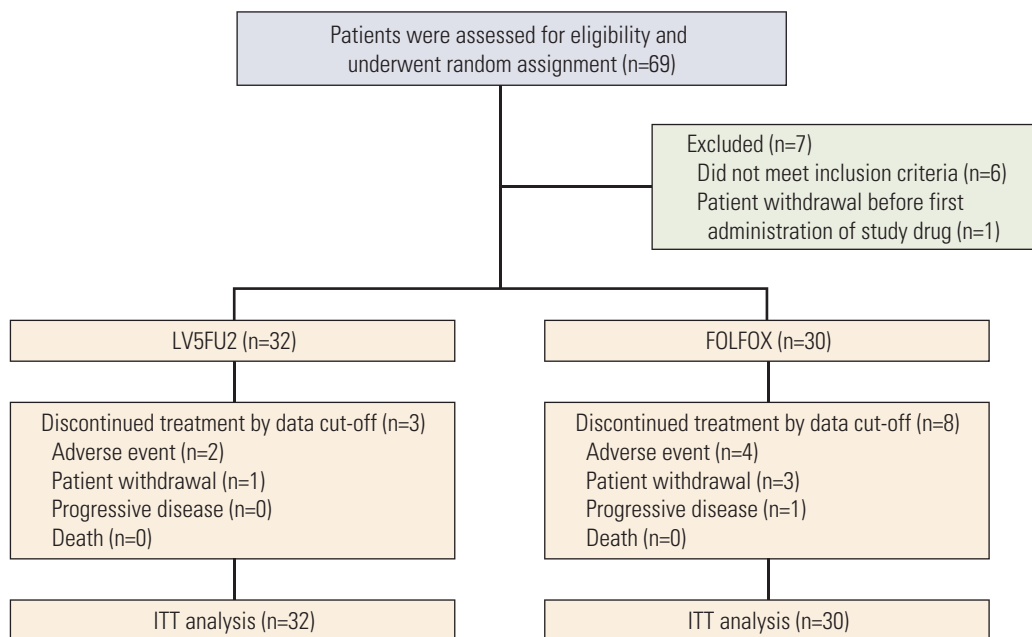 Patients were assessed for eligibility and
underwent random assignment (n=69)
Excluded (n=7)
Did not meet inclusion criteria (n=6)
Patient withdrawal before first
administration of study drug (n=1)
LV5FU2 (n=32)
FOLFOX (n=30)
Discontinued treatment by data cut-off (n=3)
Adverse event (n=2)
Patient withdrawal (n=1)
Progressive disease (n=0)
Death (n=0)
Discontinued treatment by data cut-off (n=8)
Adverse event (n=4)
Patient withdrawal (n=3)
Progressive disease (n=1)
Death (n=0)
ITT analysis (n=32)
ITT analysis (n=30)